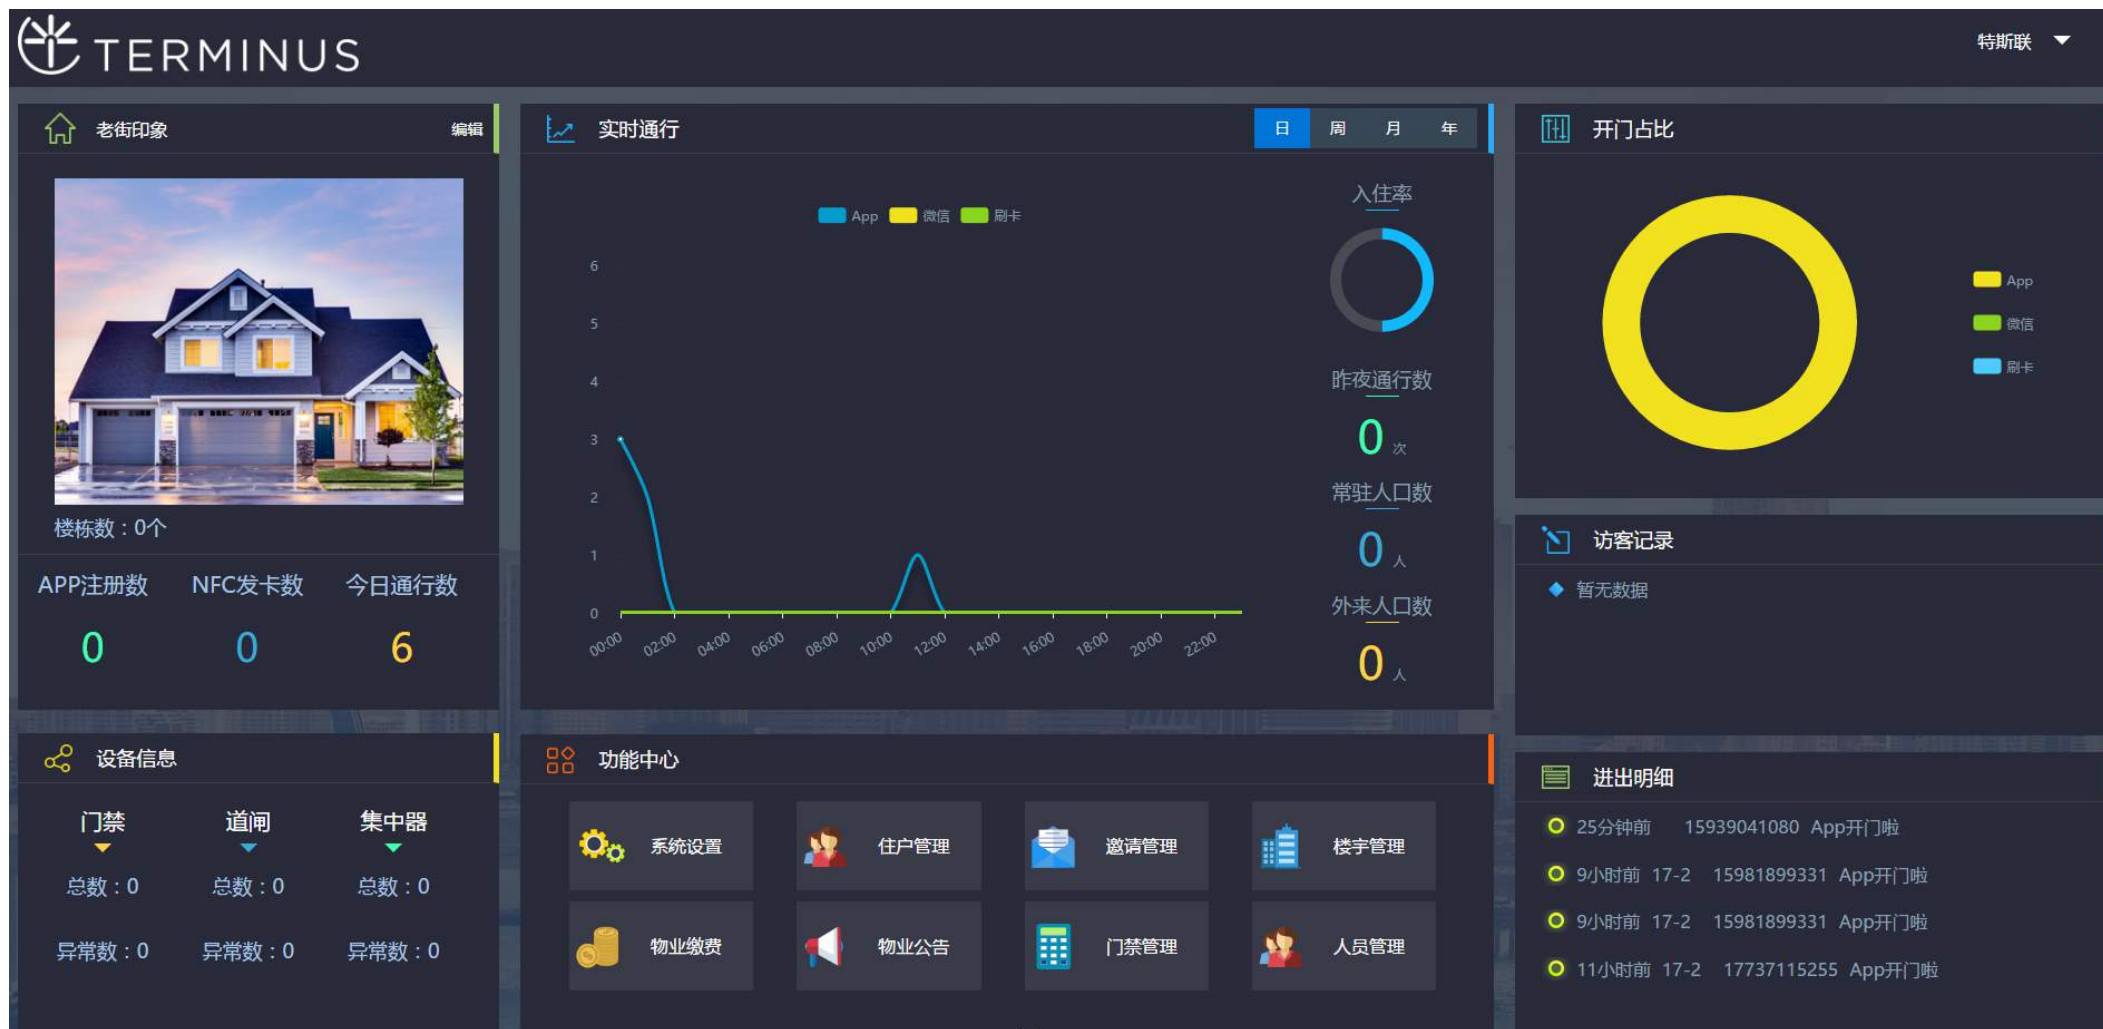 TERMINUS
特斯联
老街印象
编辑
楼栋数：0个
APP注册数 NFC发卡数 今日通行数
0 0 6
实时通行
日 周 月 年
App 微信 刷卡
6
5
4
3
2
1
0
00:00 02:00 04:00 06:00 08:00 10:00 12:00 14:00 16:00 18:00 20:00 22:00
入住率
昨夜通行数
0 次
常驻人口数
0 人
外来人口数
0 人
开门占比
App
微信
刷卡
访客记录
暂无数据
设备信息
门禁 道闸 集中器
总数：0 总数：0 总数：0
异常数：0 异常数：0 异常数：0
功能中心
系统设置 住户管理 邀请管理 楼宇管理
物业缴费 物业公告 门禁管理 人员管理
进出明细
25分钟前 15939041080 App开门啦
9小时前 17-2 15981899331 App开门啦
9小时前 17-2 15981899331 App开门啦
11小时前 17-2 17737115255 App开门啦